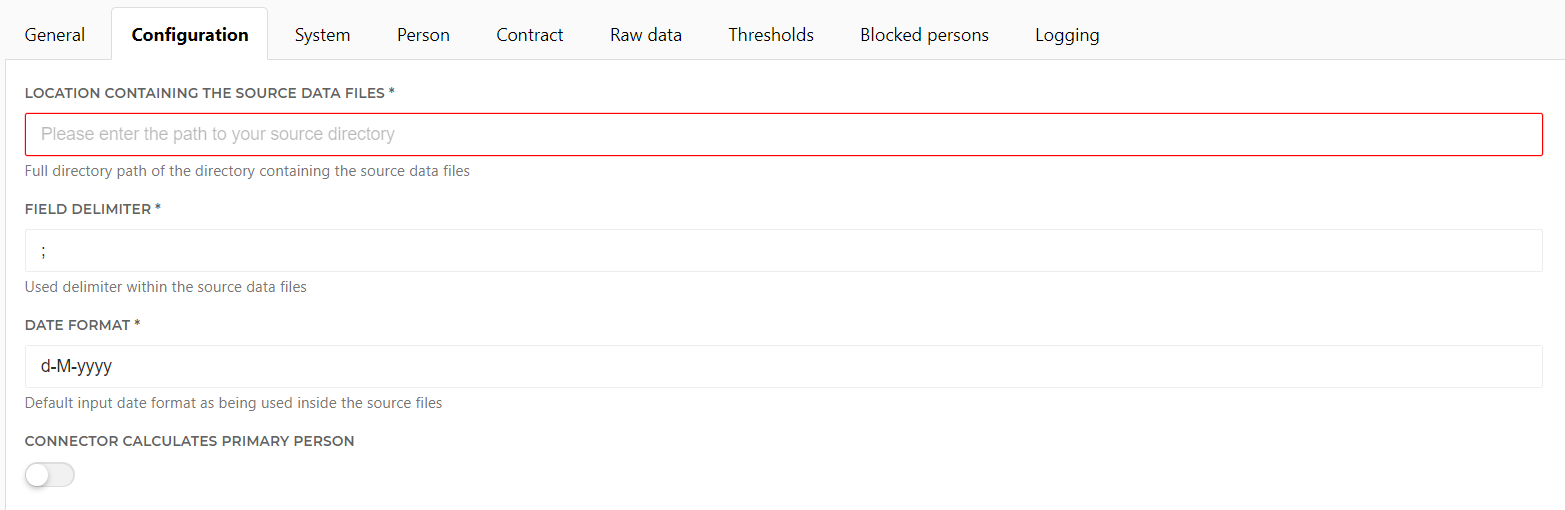 General Configuration System Person Contract Raw data Thresholds Blocked persons Logging
LOCATION CONTAINING THE SOURCE DATA FILES *
Please enter the path to your source directory
Full directory path of the directory containing the source data files
FIELD DELIMITER *
;
Used delimiter within the source data files
DATE FORMAT *
d-M-yyyy
Default input date format as being used inside the source files
CONNECTOR CALCULATES PRIMARY PERSON